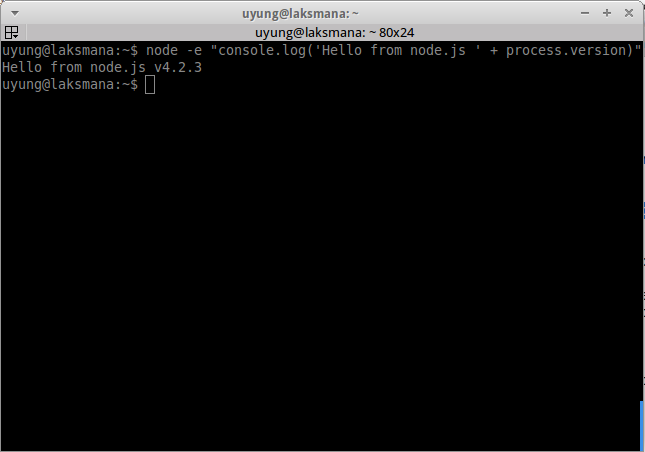 uyung@laksmana: ~
uyung@laksmana: ~ 80x24
uyung@laksmana:~$ node -e "console.log('Hello from node.js ' + process.version)"
Hello from node.js v4.2.3
uyung@laksmana:~$